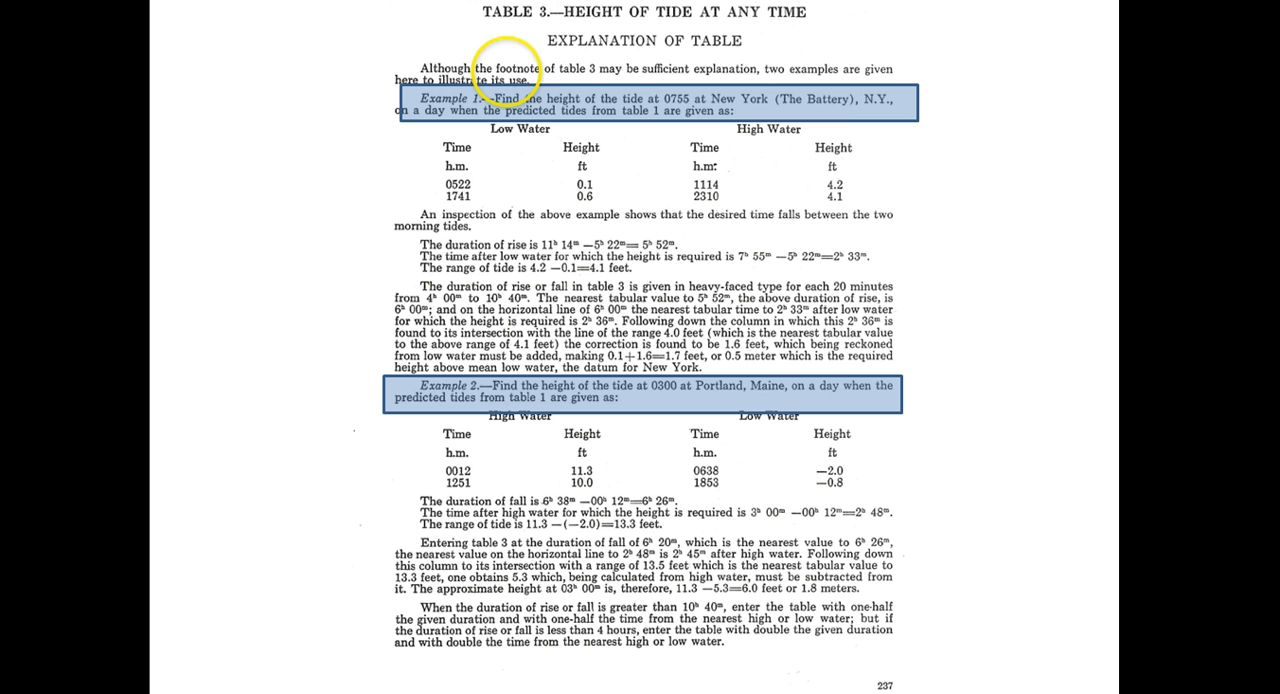 TABLE 3.—HEIGHT OF TIDE AT ANY TIME
EXPLANATION OF TABLE
Although the footnote of table 3 may be sufficient explanation, two examples are given
here to illustrate its use.
Example 1.—Find the height of the tide at 0755 at New York (The Battery), N.Y.,
on a day when the predicted tides from table 1 are given as:
Low Water High Water
Time Height Time Height
h.m. ft h.m: ft
0522 0.1 1114 4.2
1741 0.6 2310 4.1
An inspection of the above example shows that the desired time falls between the two
morning tides.
The duration of rise is 11ʰ 14ᵐ —5ʰ 22ᵐ=5ʰ 52ᵐ.
The time after low water for which the height is required is 7ʰ 55ᵐ —5ʰ 22ᵐ=2ʰ 33ᵐ.
The range of tide is 4.2 —0.1=4.1 feet.
The duration of rise or fall in table 3 is given in heavy-faced type for each 20 minutes
from 4ʰ 00ᵐ to 10ʰ 40ᵐ. The nearest tabular value to 5ʰ 52ᵐ, the above duration of rise, is
6ʰ 00ᵐ; and on the horizontal line of 6ʰ 00ᵐ the nearest tabular time to 2ʰ 33ᵐ after low water
for which the height is required is 2ʰ 36ᵐ. Following down the column in which this 2ʰ 36ᵐ is
found to its intersection with the line of the range 4.0 feet (which is the nearest tabular value
to the above range of 4.1 feet) the correction is found to be 1.6 feet, which being reckoned
from low water must be added, making 0.1+1.6=1.7 feet, or 0.5 meter which is the required
height above mean low water, the datum for New York.
Example 2.—Find the height of the tide at 0300 at Portland, Maine, on a day when the
predicted tides from table 1 are given as:
High Water Low Water
Time Height Time Height
h.m. ft h.m. ft
0012 11.3 0638 —2.0
1251 10.0 1853 —0.8
The duration of fall is 6ʰ 38ᵐ —00ʰ 12ᵐ=6ʰ 26ᵐ.
The time after high water for which the height is required is 3ʰ 00ᵐ —00ʰ 12ᵐ=2ʰ 48ᵐ.
The range of tide is 11.3 —(—2.0)=13.3 feet.
Entering table 3 at the duration of fall of 6ʰ 20ᵐ, which is the nearest value to 6ʰ 26ᵐ,
the nearest value on the horizontal line to 2ʰ 48ᵐ is 2ʰ 45ᵐ after high water. Following down
this column to its intersection with a range of 13.5 feet which is the nearest tabular value to
13.3 feet, one obtains 5.3 which, being calculated from high water, must be subtracted from
it. The approximate height at 03ʰ 00ᵐ is, therefore, 11.3 —5.3=6.0 feet or 1.8 meters.
When the duration of rise or fall is greater than 10ʰ 40ᵐ, enter the table with one-half
the given duration and with one-half the time from the nearest high or low water; but if
the duration of rise or fall is less than 4 hours, enter the table with double the given duration
and with double the time from the nearest high or low water.
237